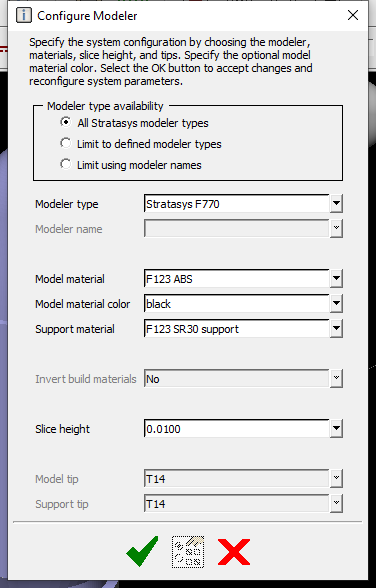 Configure Modeler
Specify the system configuration by choosing the modeler,
materials, slice height, and tips. Specify the optional model
material color. Select the OK button to accept changes and
reconfigure system parameters.
Modeler type availability
All Stratasys modeler types
Limit to defined modeler types
Limit using modeler names
Modeler type Stratasys F770
Modeler name
Model material F123 ABS
Model material color black
Support material F123 SR30 support
Invert build materials No
Slice height 0.0100
Model tip T14
Support tip T14